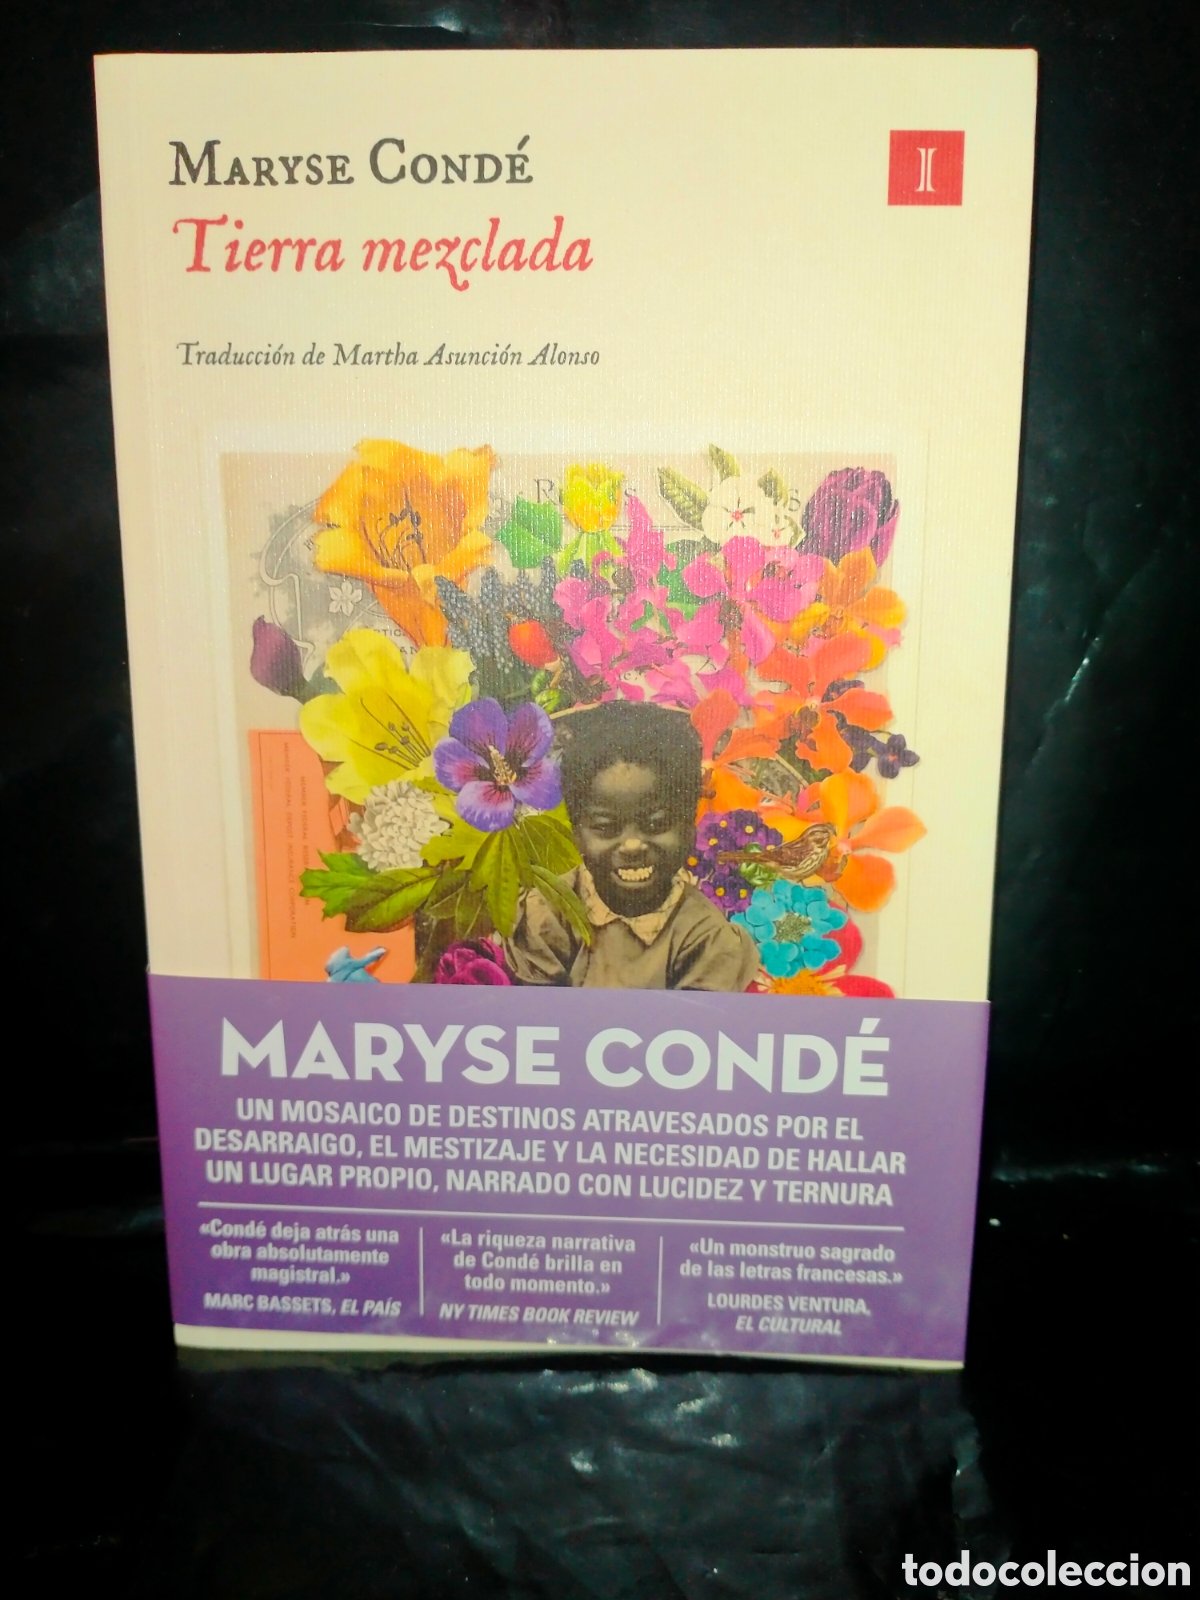 MARYSE CONDÉ
I
Tierra mezclada
Traducción de Martha Asunción Alonso
MARYSE CONDÉ
UN MOSAICO DE DESTINOS ATRAVESADOS POR EL
DESARRAIGO, EL MESTIZAJE Y LA NECESIDAD DE HALLAR
UN LUGAR PROPIO, NARRADO CON LUCIDEZ Y TERNURA
«Condé deja atrás una
obra absolutamente
magistral.»
MARC BASSETS, EL PAÍS
«La riqueza narrativa
de Condé brilla en
todo momento.»
NY TIMES BOOK REVIEW
«Un monstruo sagrado
de las letras francesas.»
LOURDES VENTURA,
EL CULTURAL
todocoleccion